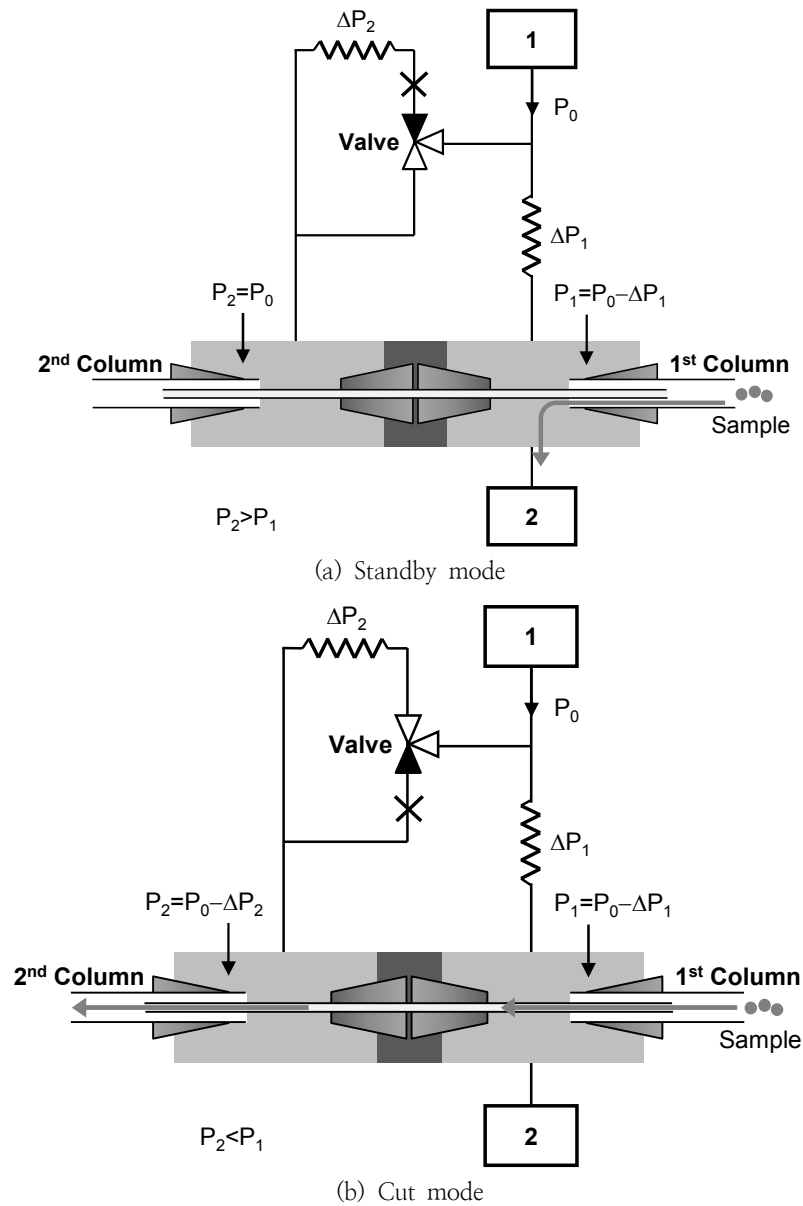 ΔP₂
1
P₀
Valve
ΔP₁
P₂=P₀
P₁=P₀−ΔP₁
2ⁿᵈ Column
1ˢᵗ Column
Sample
P₂>P₁
2
(a) Standby mode
ΔP₂
1
P₀
Valve
ΔP₁
P₂=P₀−ΔP₂
P₁=P₀−ΔP₁
2ⁿᵈ Column
1ˢᵗ Column
Sample
P₂<P₁
2
(b) Cut mode